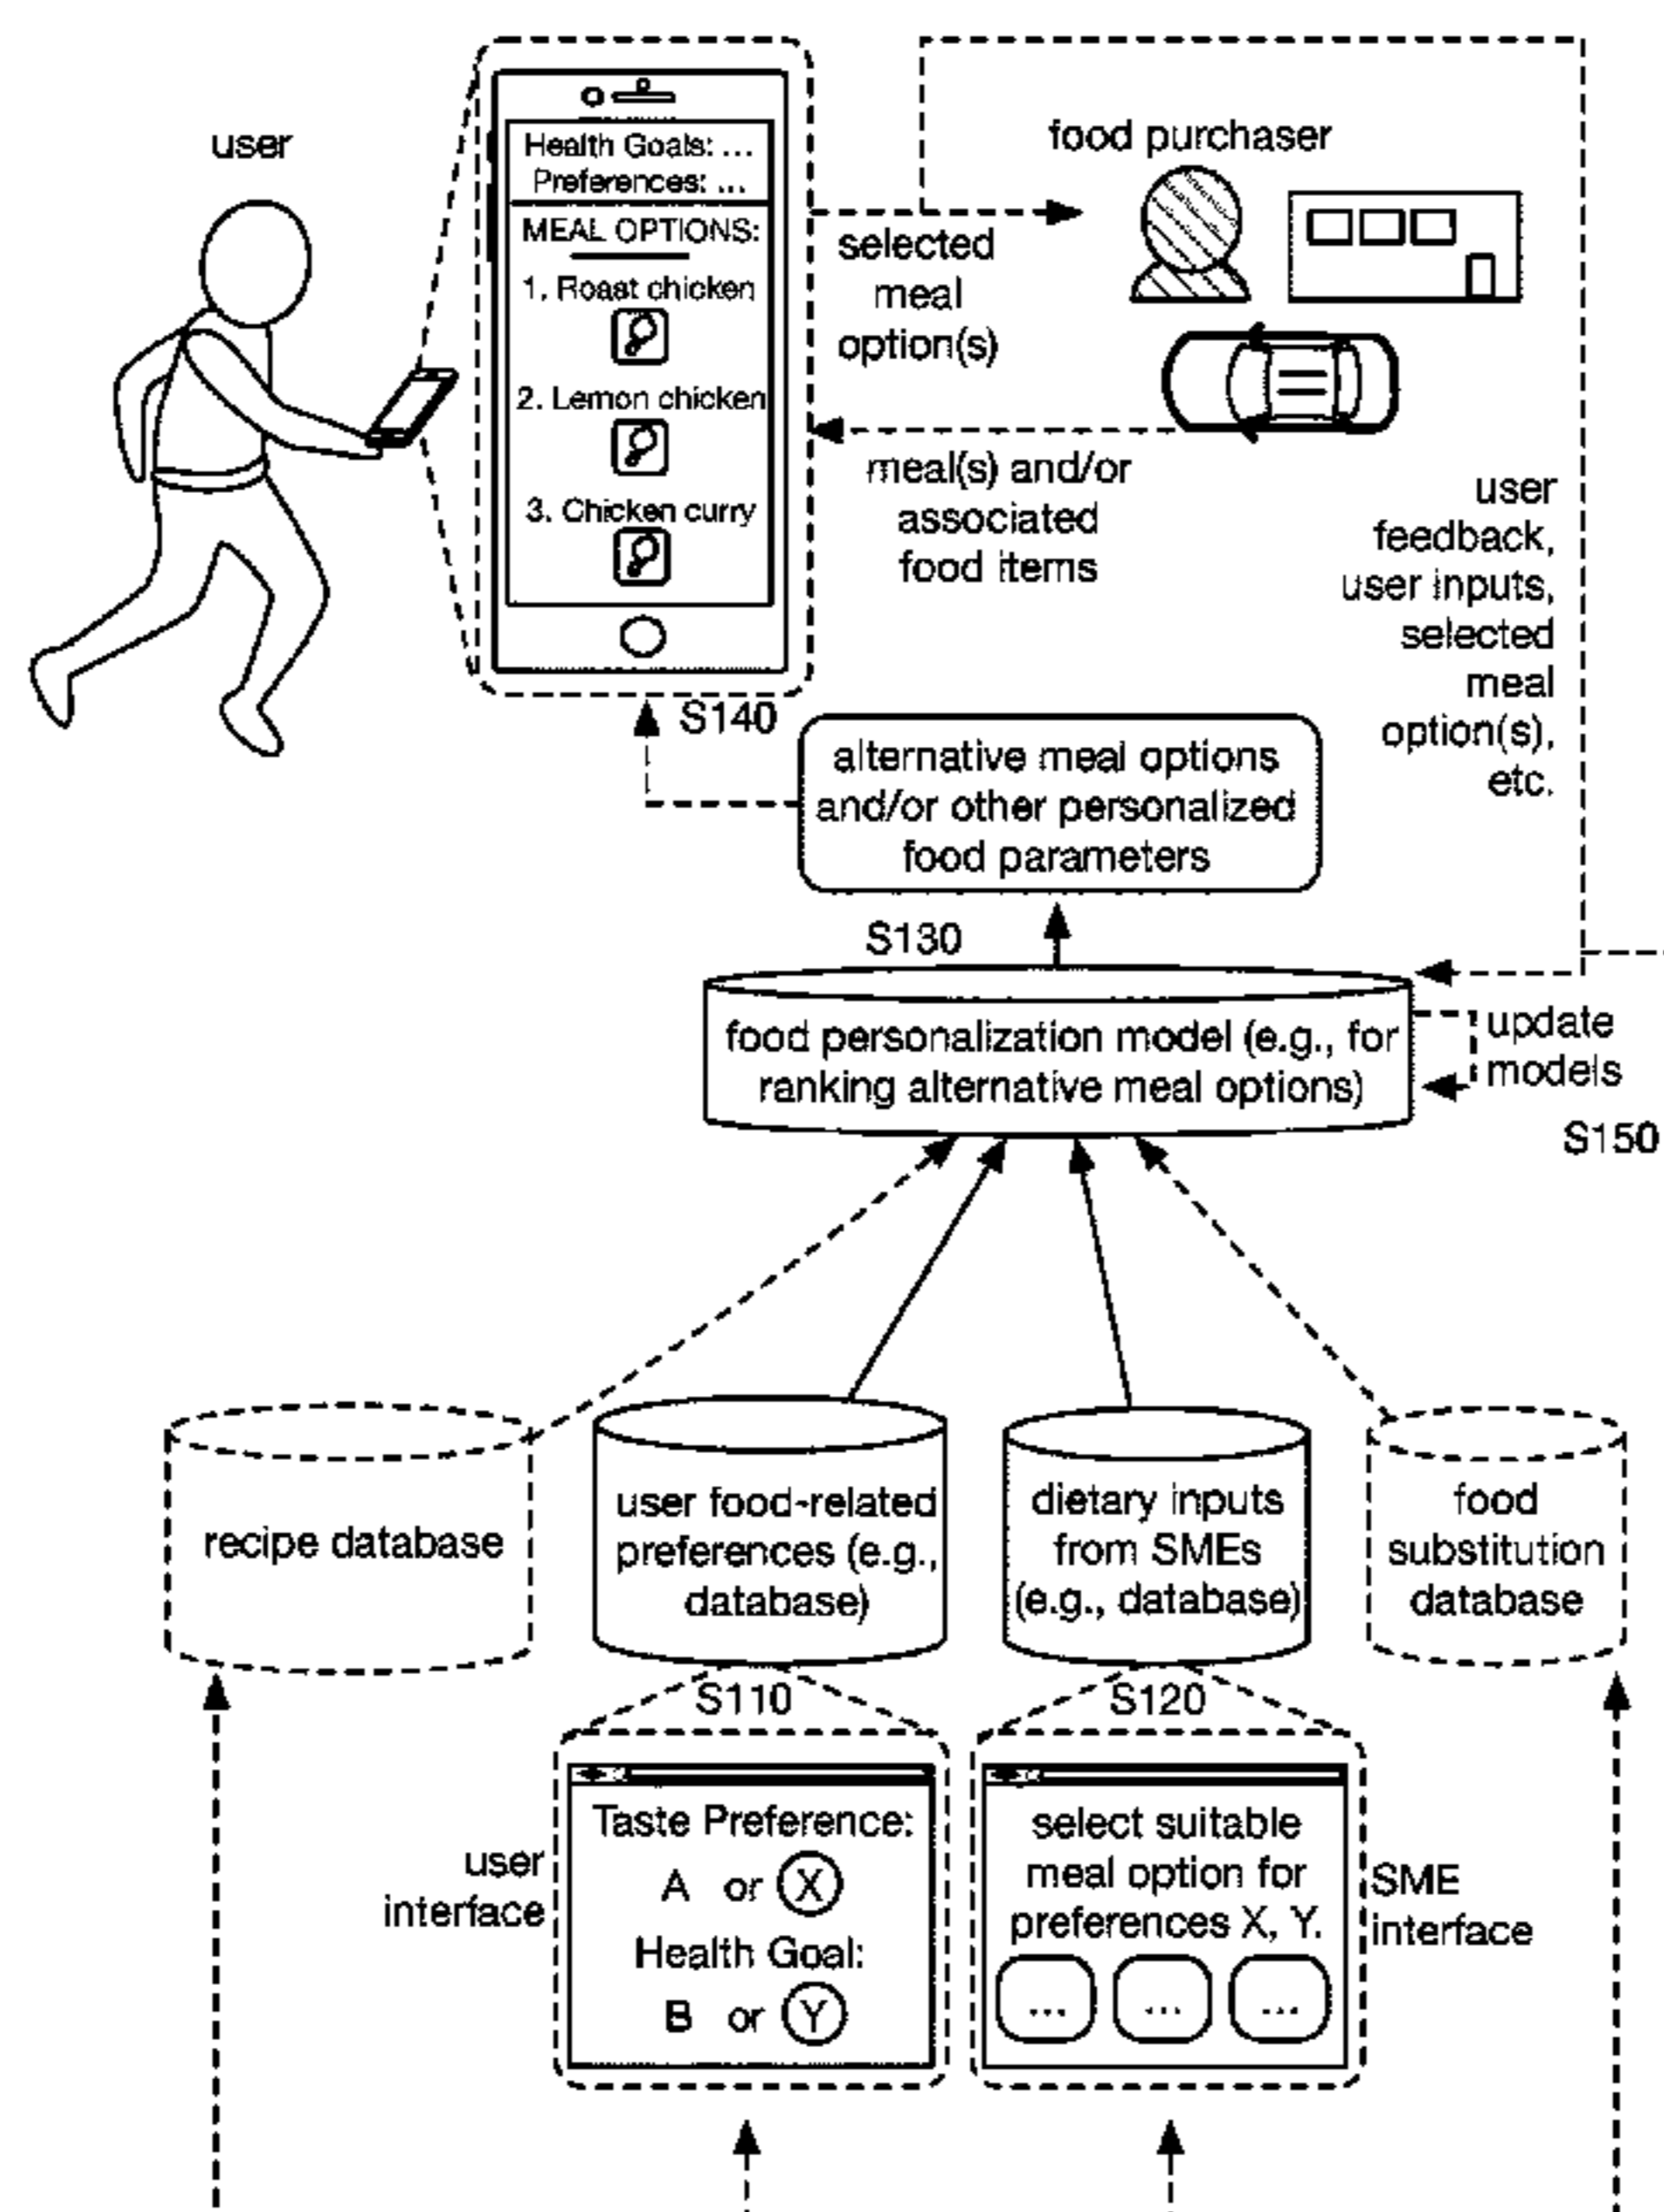 user
Health Goals: ...
Preferences: ...
MEAL OPTIONS:
1. Roast chicken
2. Lemon chicken
3. Chicken curry
food purchaser
selected
meal
option(s)
meal(s) and/or
associated
food items
user
feedback,
user inputs,
selected
meal
option(s),
etc.
S140
alternative meal options
and/or other personalized
food parameters
S130
food personalization model (e.g., for
ranking alternative meal options)
update
models
S150
recipe database
user food-related
preferences (e.g.,
database)
dietary inputs
from SMEs
(e.g., database)
food
substitution
database
S110
S120
user
interface
Taste Preference:
A or X
Health Goal:
B or Y
select suitable
meal option for
preferences X, Y.
... ... ...
SME
interface